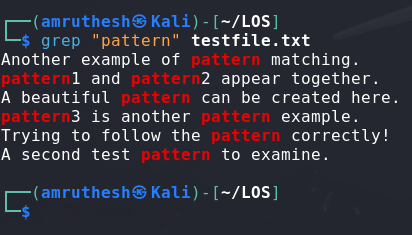 ┌──(amruthesh㉿Kali)-[~/LOS]
└─$ grep "pattern" testfile.txt
Another example of pattern matching.
pattern1 and pattern2 appear together.
A beautiful pattern can be created here.
pattern3 is another pattern example.
Trying to follow the pattern correctly!
A second test pattern to examine.
┌──(amruthesh㉿Kali)-[~/LOS]
└─$